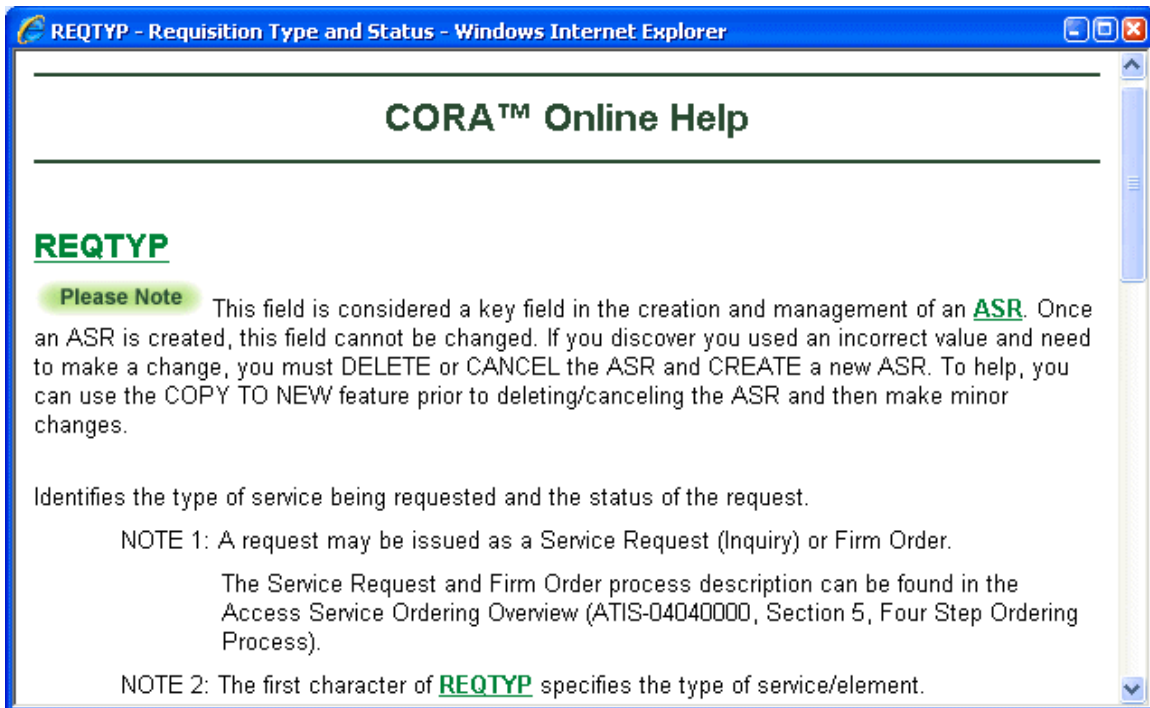 REQTYP - Requisition Type and Status - Windows Internet Explorer
CORA™ Online Help
REQTYP
Please Note This field is considered a key field in the creation and management of an ASR. Once
an ASR is created, this field cannot be changed. If you discover you used an incorrect value and need
to make a change, you must DELETE or CANCEL the ASR and CREATE a new ASR. To help, you
can use the COPY TO NEW feature prior to deleting/canceling the ASR and then make minor
changes.
Identifies the type of service being requested and the status of the request.
NOTE 1: A request may be issued as a Service Request (Inquiry) or Firm Order.
The Service Request and Firm Order process description can be found in the
Access Service Ordering Overview (ATIS-04040000, Section 5, Four Step Ordering
Process).
NOTE 2: The first character of REQTYP specifies the type of service/element.